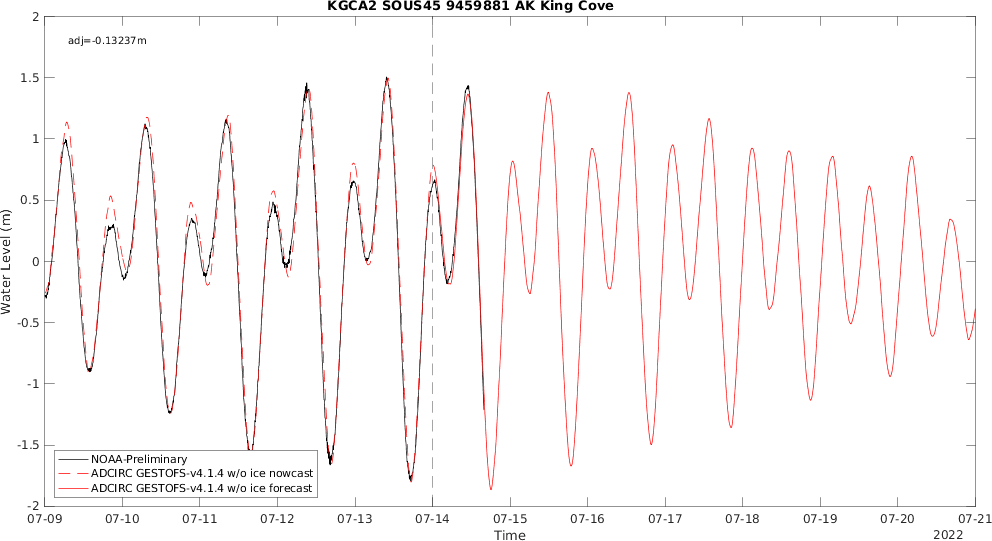 KGCA2 SOUS45 9459881 AK King Cove
adj=-0.13237m
2
1.5
1
0.5
0
-0.5
-1
-1.5
-2
Water Level (m)
NOAA-Preliminary
ADCIRC GESTOFS-v4.1.4 w/o ice nowcast
ADCIRC GESTOFS-v4.1.4 w/o ice forecast
07-09 07-10 07-11 07-12 07-13 07-14 07-15 07-16 07-17 07-18 07-19 07-20 07-21
Time
2022